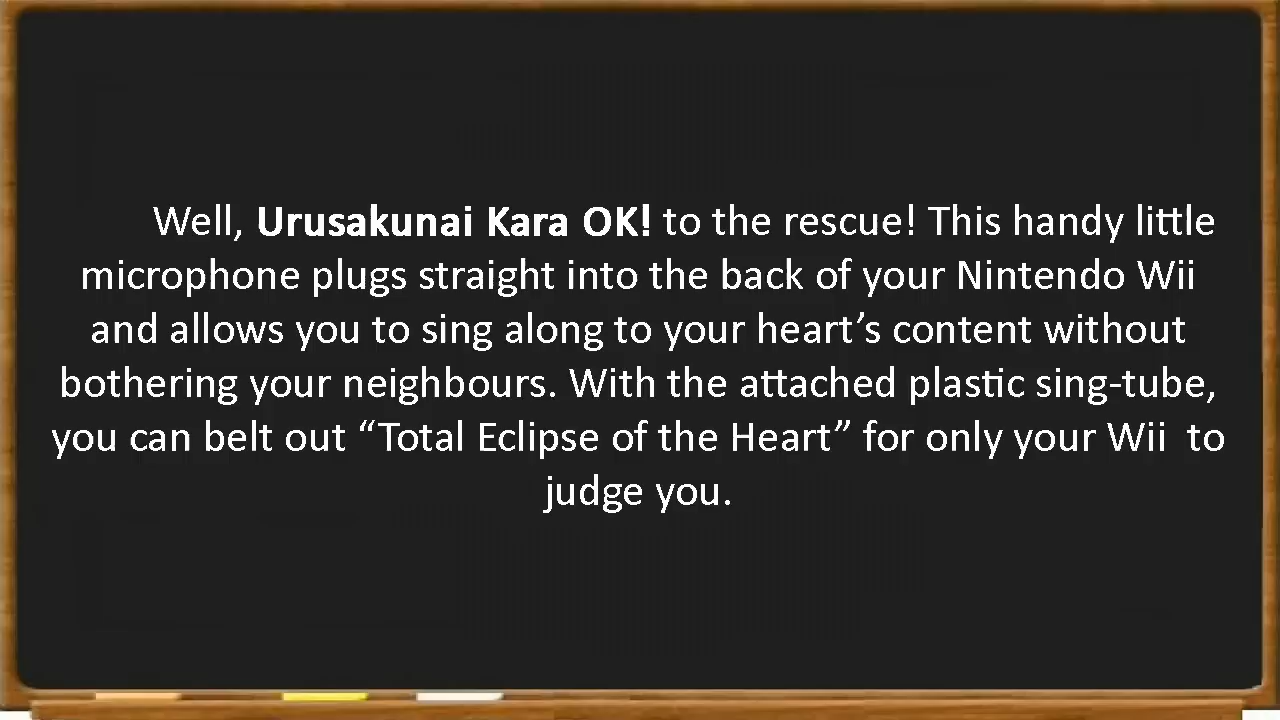 Well, Urusakunai Kara OK! to the rescue! This handy little
microphone plugs straight into the back of your Nintendo Wii
and allows you to sing along to your heart’s content without
bothering your neighbours. With the attached plastic sing-tube,
you can belt out “Total Eclipse of the Heart” for only your Wii  to
judge you.